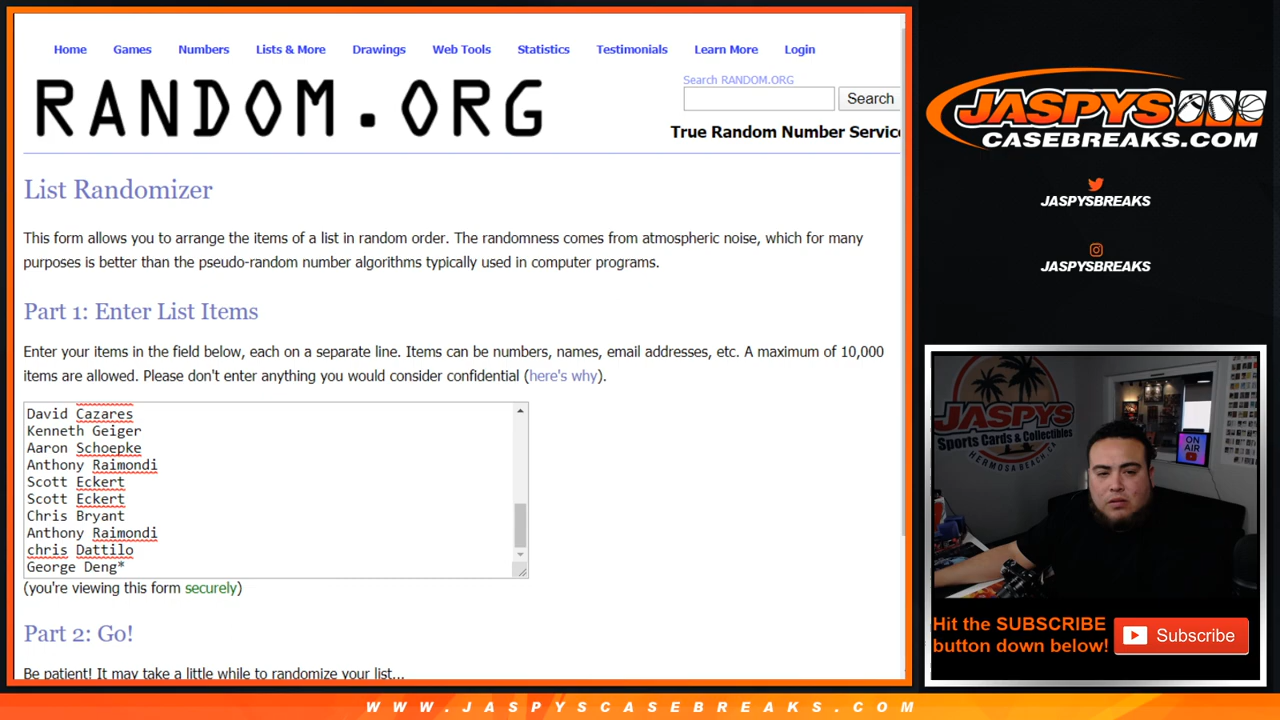 Home Games Numbers Lists & More Drawings Web Tools Statistics Testimonials Learn More Login
RANDOM.ORG
Search RANDOM.ORG
Search
True Random Number Servic
List Randomizer
This form allows you to arrange the items of a list in random order. The randomness comes from atmospheric noise, which for many
purposes is better than the pseudo-random number algorithms typically used in computer programs.
Part 1: Enter List Items
Enter your items in the field below, each on a separate line. Items can be numbers, names, email addresses, etc. A maximum of 10,000
items are allowed. Please don't enter anything you would consider confidential (here's why).
David Cazares
Kenneth Geiger
Aaron Schoepke
Anthony Raimondi
Scott Eckert
Scott Eckert
Chris Bryant
Anthony Raimondi
chris Dattilo
George Deng*
(you're viewing this form securely)
Part 2: Go!
Be patient! It may take a little while to randomize your list...
JASPYS
CASEBREAKS.COM
JASPYSBREAKS
JASPYSBREAKS
JASPYS
Sports Cards & Collectibles
HERMOSA BEACH, CA
ON
AIR
Hit the SUBSCRIBE
button down below!
Subscribe
WWW.JASPYSCASEBREAKS.COM